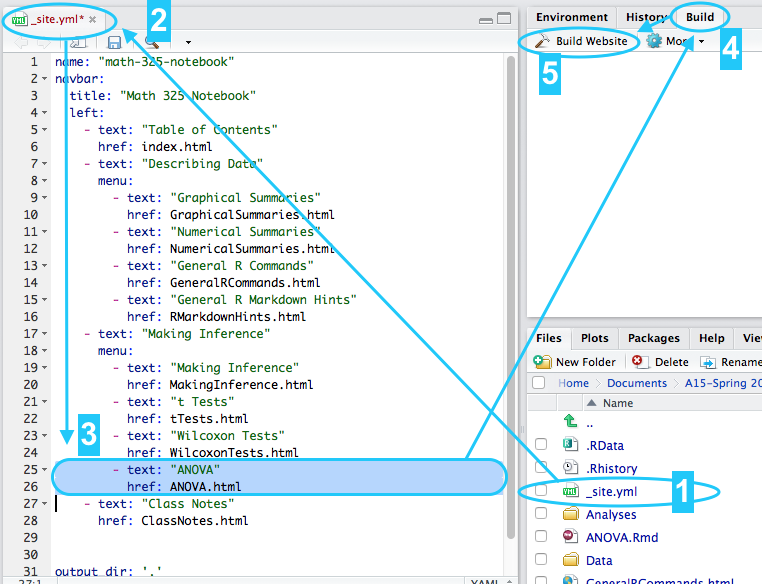 _site.yml*
2
1 name: "math-325-notebook"
2 navbar:
3 title: "Math 325 Notebook"
4 left:
5 - text: "Table of Contents"
6 href: index.html
7 - text: "Describing Data"
8 menu:
9 - text: "Graphical Summaries"
10 href: GraphicalSummaries.html
11 - text: "Numerical Summaries"
12 href: NumericalSummaries.html
13 - text: "General R Commands"
14 href: GeneralRCommands.html
15 - text: "General R Markdown Hints"
16 href: RMarkdownHints.html
17 - text: "Making Inference"
18 menu:
19 - text: "Making Inference"
20 href: MakingInference.html
21 - text: "t Tests"
22 href: tTests.html
3
23 - text: "Wilcoxon Tests"
24 href: WilcoxonTests.html
25 - text: "ANOVA"
26 href: ANOVA.html
27 - text: "Class Notes"
28 href: ClassNotes.html
29
30
31 output_dir: '.'
27:1 YAML
Environment History Build
Build Website More
4
5
Files Plots Packages Help
New Folder Delete Rename
Home Documents A15-Spring 20
Name
..
.RData
.Rhistory
_site.yml
1
Analyses
ANOVA.Rmd
Data
GeneralRCommands.html